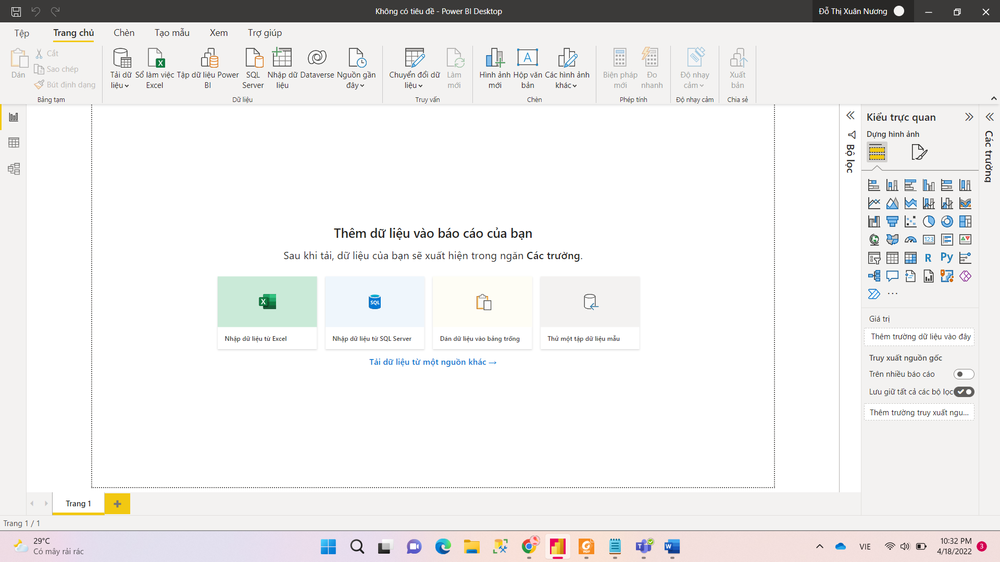 Không có tiêu đề - Power BI Desktop
Đỗ Thị Xuân Nương
Tệp
Trang chủ
Chèn
Tạo mẫu
Xem
Trợ giúp
Dán
Cắt
Sao chép
Bút định dạng
Bảng tạm
Tải dữ
liệu
Sổ làm việc
Excel
Tập dữ liệu Power
BI
SQL
Server
Nhập dữ
liệu
Dataverse
Nguồn gần
đây
Dữ liệu
Chuyển đổi dữ
liệu
Làm
mới
Truy vấn
Hình ảnh
mới
Hộp văn
bản
Các hình ảnh
khác
Chèn
Biện pháp
mới
Đo
nhanh
Phép tính
Độ nhạy
cảm
Độ nhạy cảm
Xuất
bản
Chia sẻ
Thêm dữ liệu vào báo cáo của bạn
Sau khi tải, dữ liệu của bạn sẽ xuất hiện trong ngăn Các trường.
SQL
Nhập dữ liệu từ Excel
Nhập dữ liệu từ SQL Server
Dán dữ liệu vào bảng trống
Thử một tập dữ liệu mẫu
Tải dữ liệu từ một nguồn khác →
Bộ lọc
Kiểu trực quan
Dựng hình ảnh
123
R
Py
Giá trị
Thêm trường dữ liệu vào đây
Truy xuất nguồn gốc
Trên nhiều báo cáo
Lưu giữ tất cả các bộ lọc
Thêm trường truy xuất ngu...
Các trường
Trang 1
Trang 1 / 1
29°C
Có mây rải rác
VIE
10:32 PM
4/18/2022
3